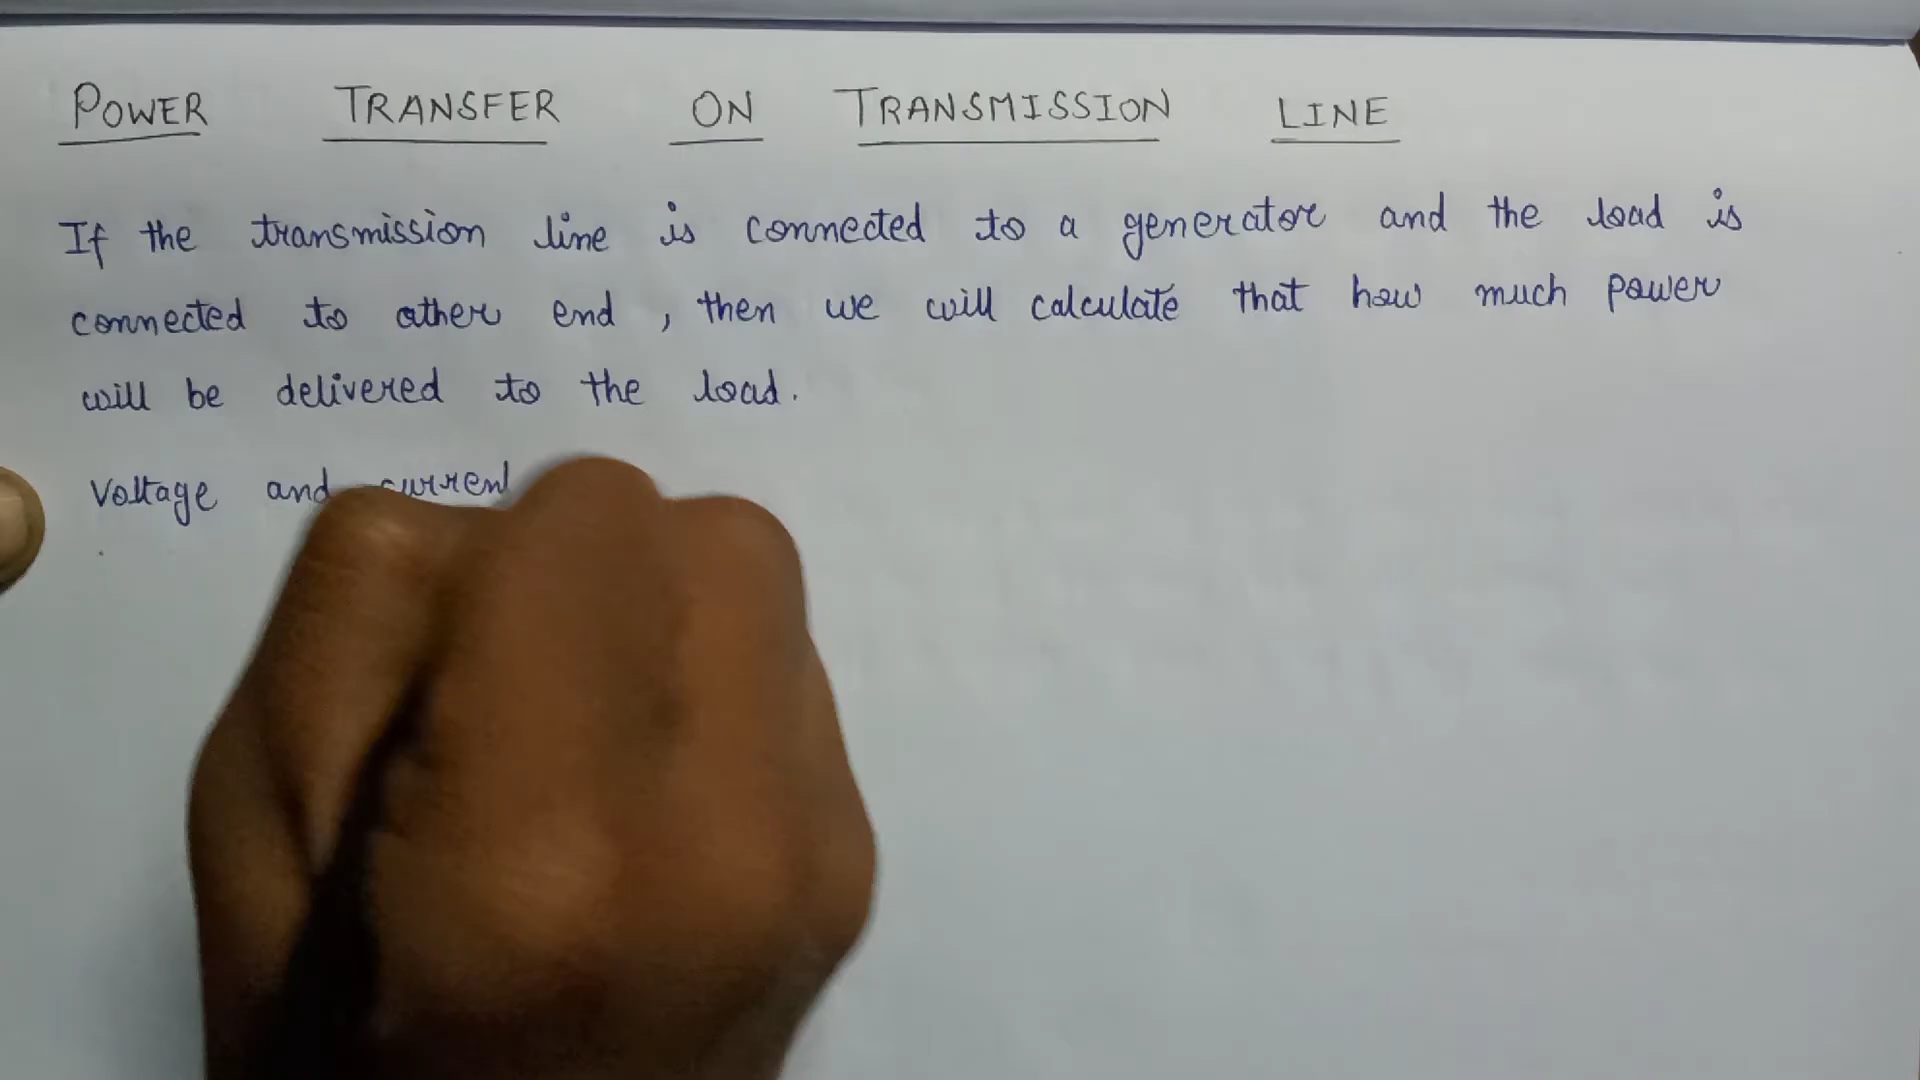 POWER TRANSFER ON TRANSMISSION LINE
If the transmission line is connected to a generator and the load is
connected to other end, then we will calculate that how much power
will be delivered to the load.
Voltage and